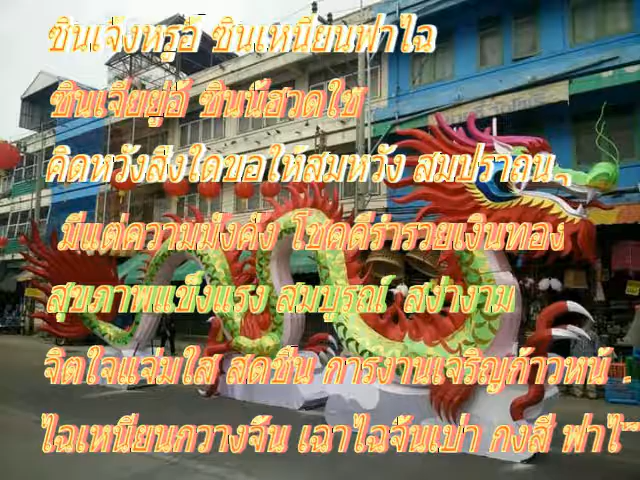 ซินเจิงหรูอี้ ซินเหนียนฟาไฉ
ซินเจียยู่อี่ ซินนี้ฮวดใช้
คิดหวังสิ่งใดขอให้สมหวัง สมปราถน
มีแต่ความมั่งคั่ง โชคดีร่ำรวยเงินทอง
สุขภาพแข็งแรง สมบูรณ์ สง่างาม
จิตใจแจ่มใส สดชื่น การงานเจริญก้าวหน้
ไฉเหนียนกวางจัน เฉาไฉจันเป่า กงสี ฟาไ